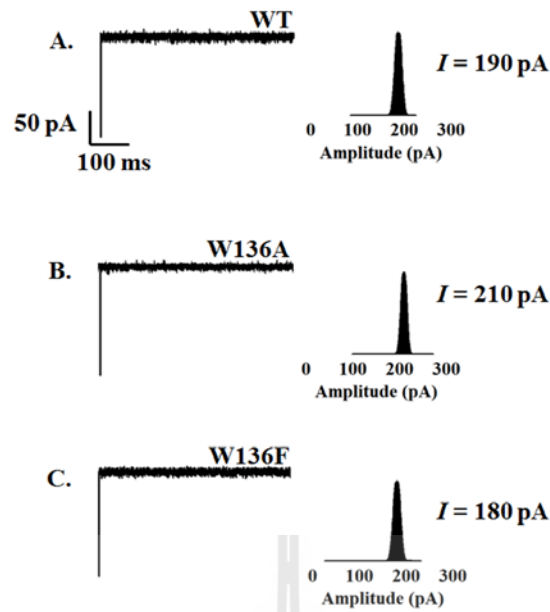 WT
A.
I = 190 pA
50 pA
100 ms
0 100 200 300
Amplitude (pA)
W136A
B.
I = 210 pA
0 100 200 300
Amplitude (pA)
W136F
C.
I = 180 pA
0 100 200 300
Amplitude (pA)